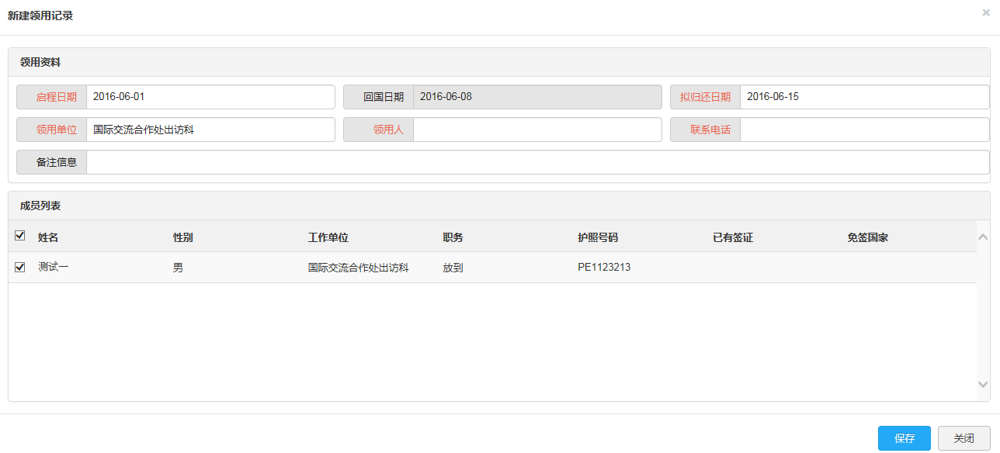 新建领用记录
领用资料
启程日期 2016-06-01 回国日期 2016-06-08 拟归还日期 2016-06-15
领用单位 国际交流合作处出访科 领用人 联系电话
备注信息
成员列表
姓名 性别 工作单位 职务 护照号码 已有签证 免签国家
测试一 男 国际交流合作处出访科 放到 PE1123213
保存 关闭